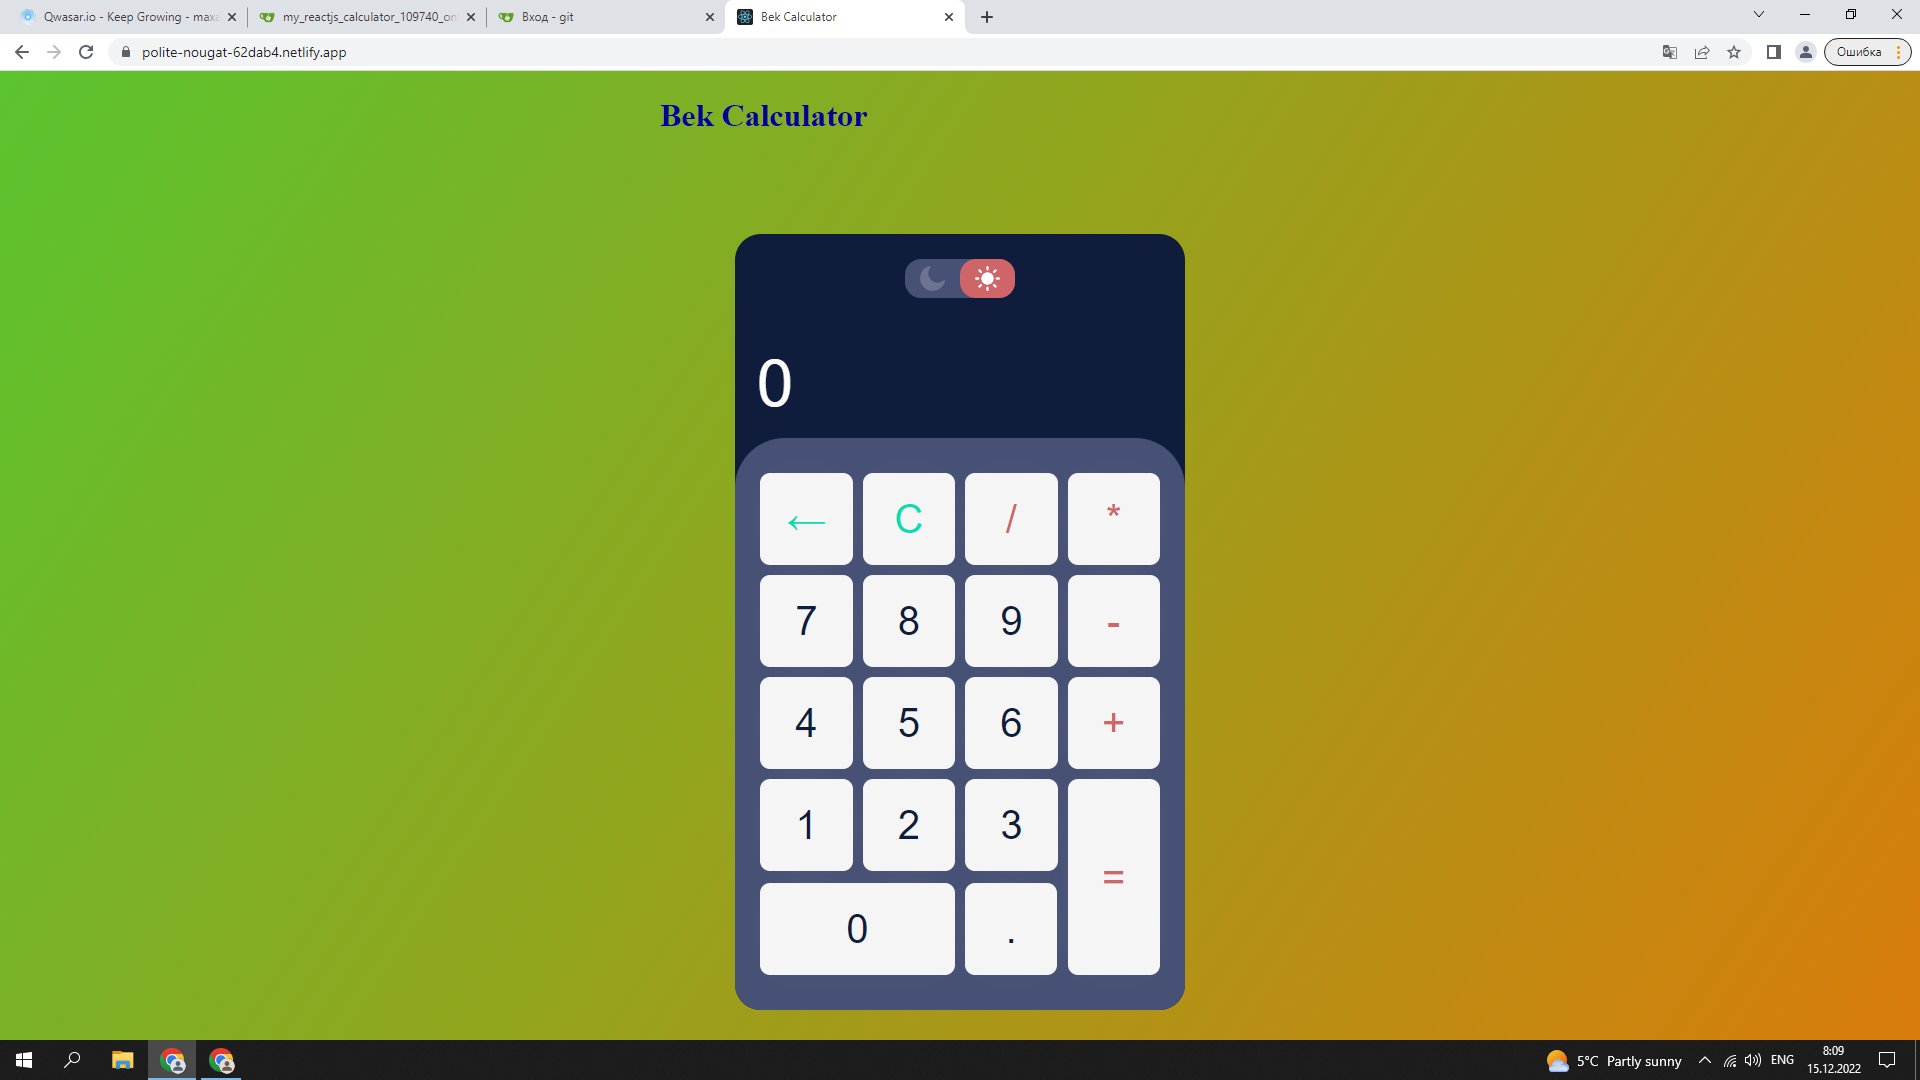 Qwasar.io - Keep Growing - maxa
my_reactjs_calculator_109740_on
Вход - git
Bek Calculator
polite-nougat-62dab4.netlify.app
Ошибка
Bek Calculator
0
← C / *
7 8 9 -
4 5 6 +
1 2 3
=
0 .
5°C Partly sunny
ENG
8:09
15.12.2022